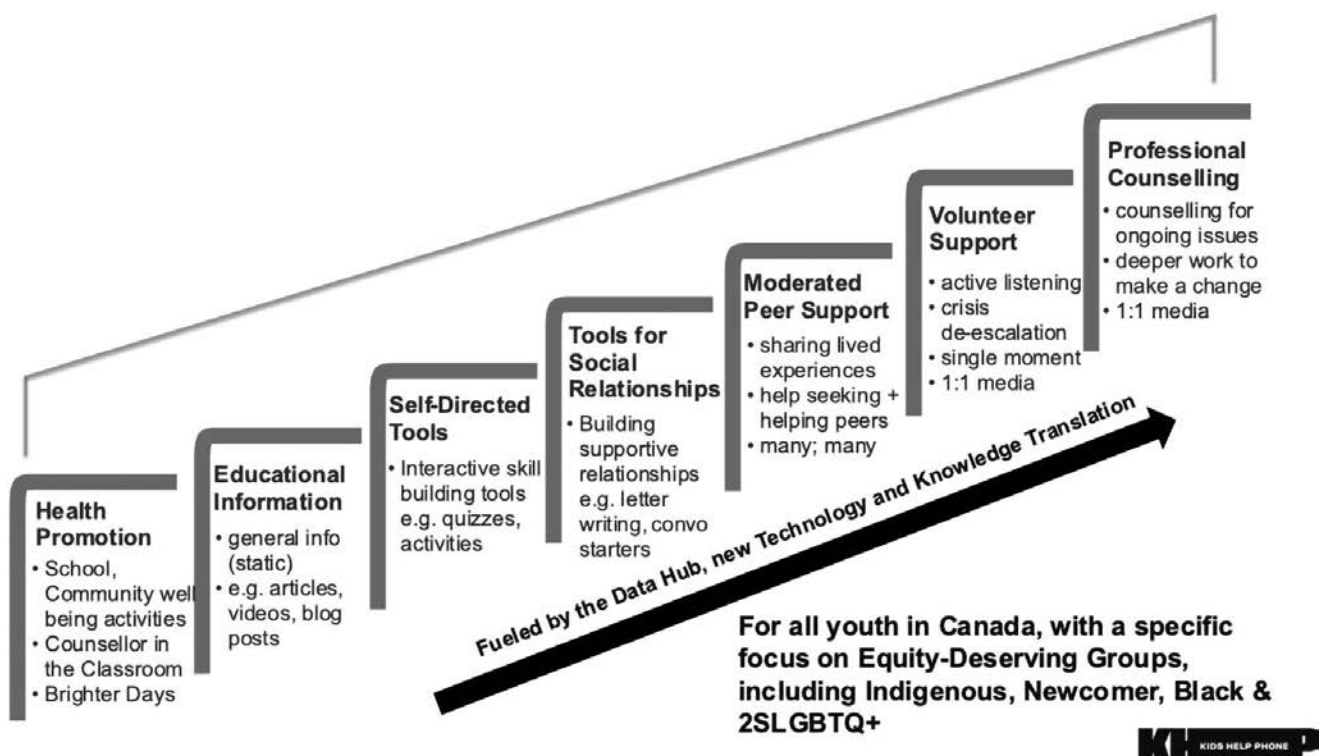 Health
Promotion
• School,
Community well
being activities
• Counsellor in
the Classroom
• Brighter Days
Educational
Information
• general info
(static)
• e.g. articles,
videos, blog
posts
Self-Directed
Tools
• Interactive skill
building tools
e.g. quizzes,
activities
Tools for
Social
Relationships
• Building
supportive
relationships
e.g. letter
writing, convo
starters
Moderated
Peer Support
• sharing lived
experiences
• help seeking +
helping peers
• many; many
Volunteer
Support
• active listening
• crisis
de-escalation
• single moment
• 1:1 media
Professional
Counselling
• counselling for
ongoing issues
• deeper work to
make a change
• 1:1 media
Fueled by the Data Hub, new Technology and Knowledge Translation
For all youth in Canada, with a specific
focus on Equity-Deserving Groups,
including Indigenous, Newcomer, Black &
2SLGBTQ+
KIDS HELP PHONE